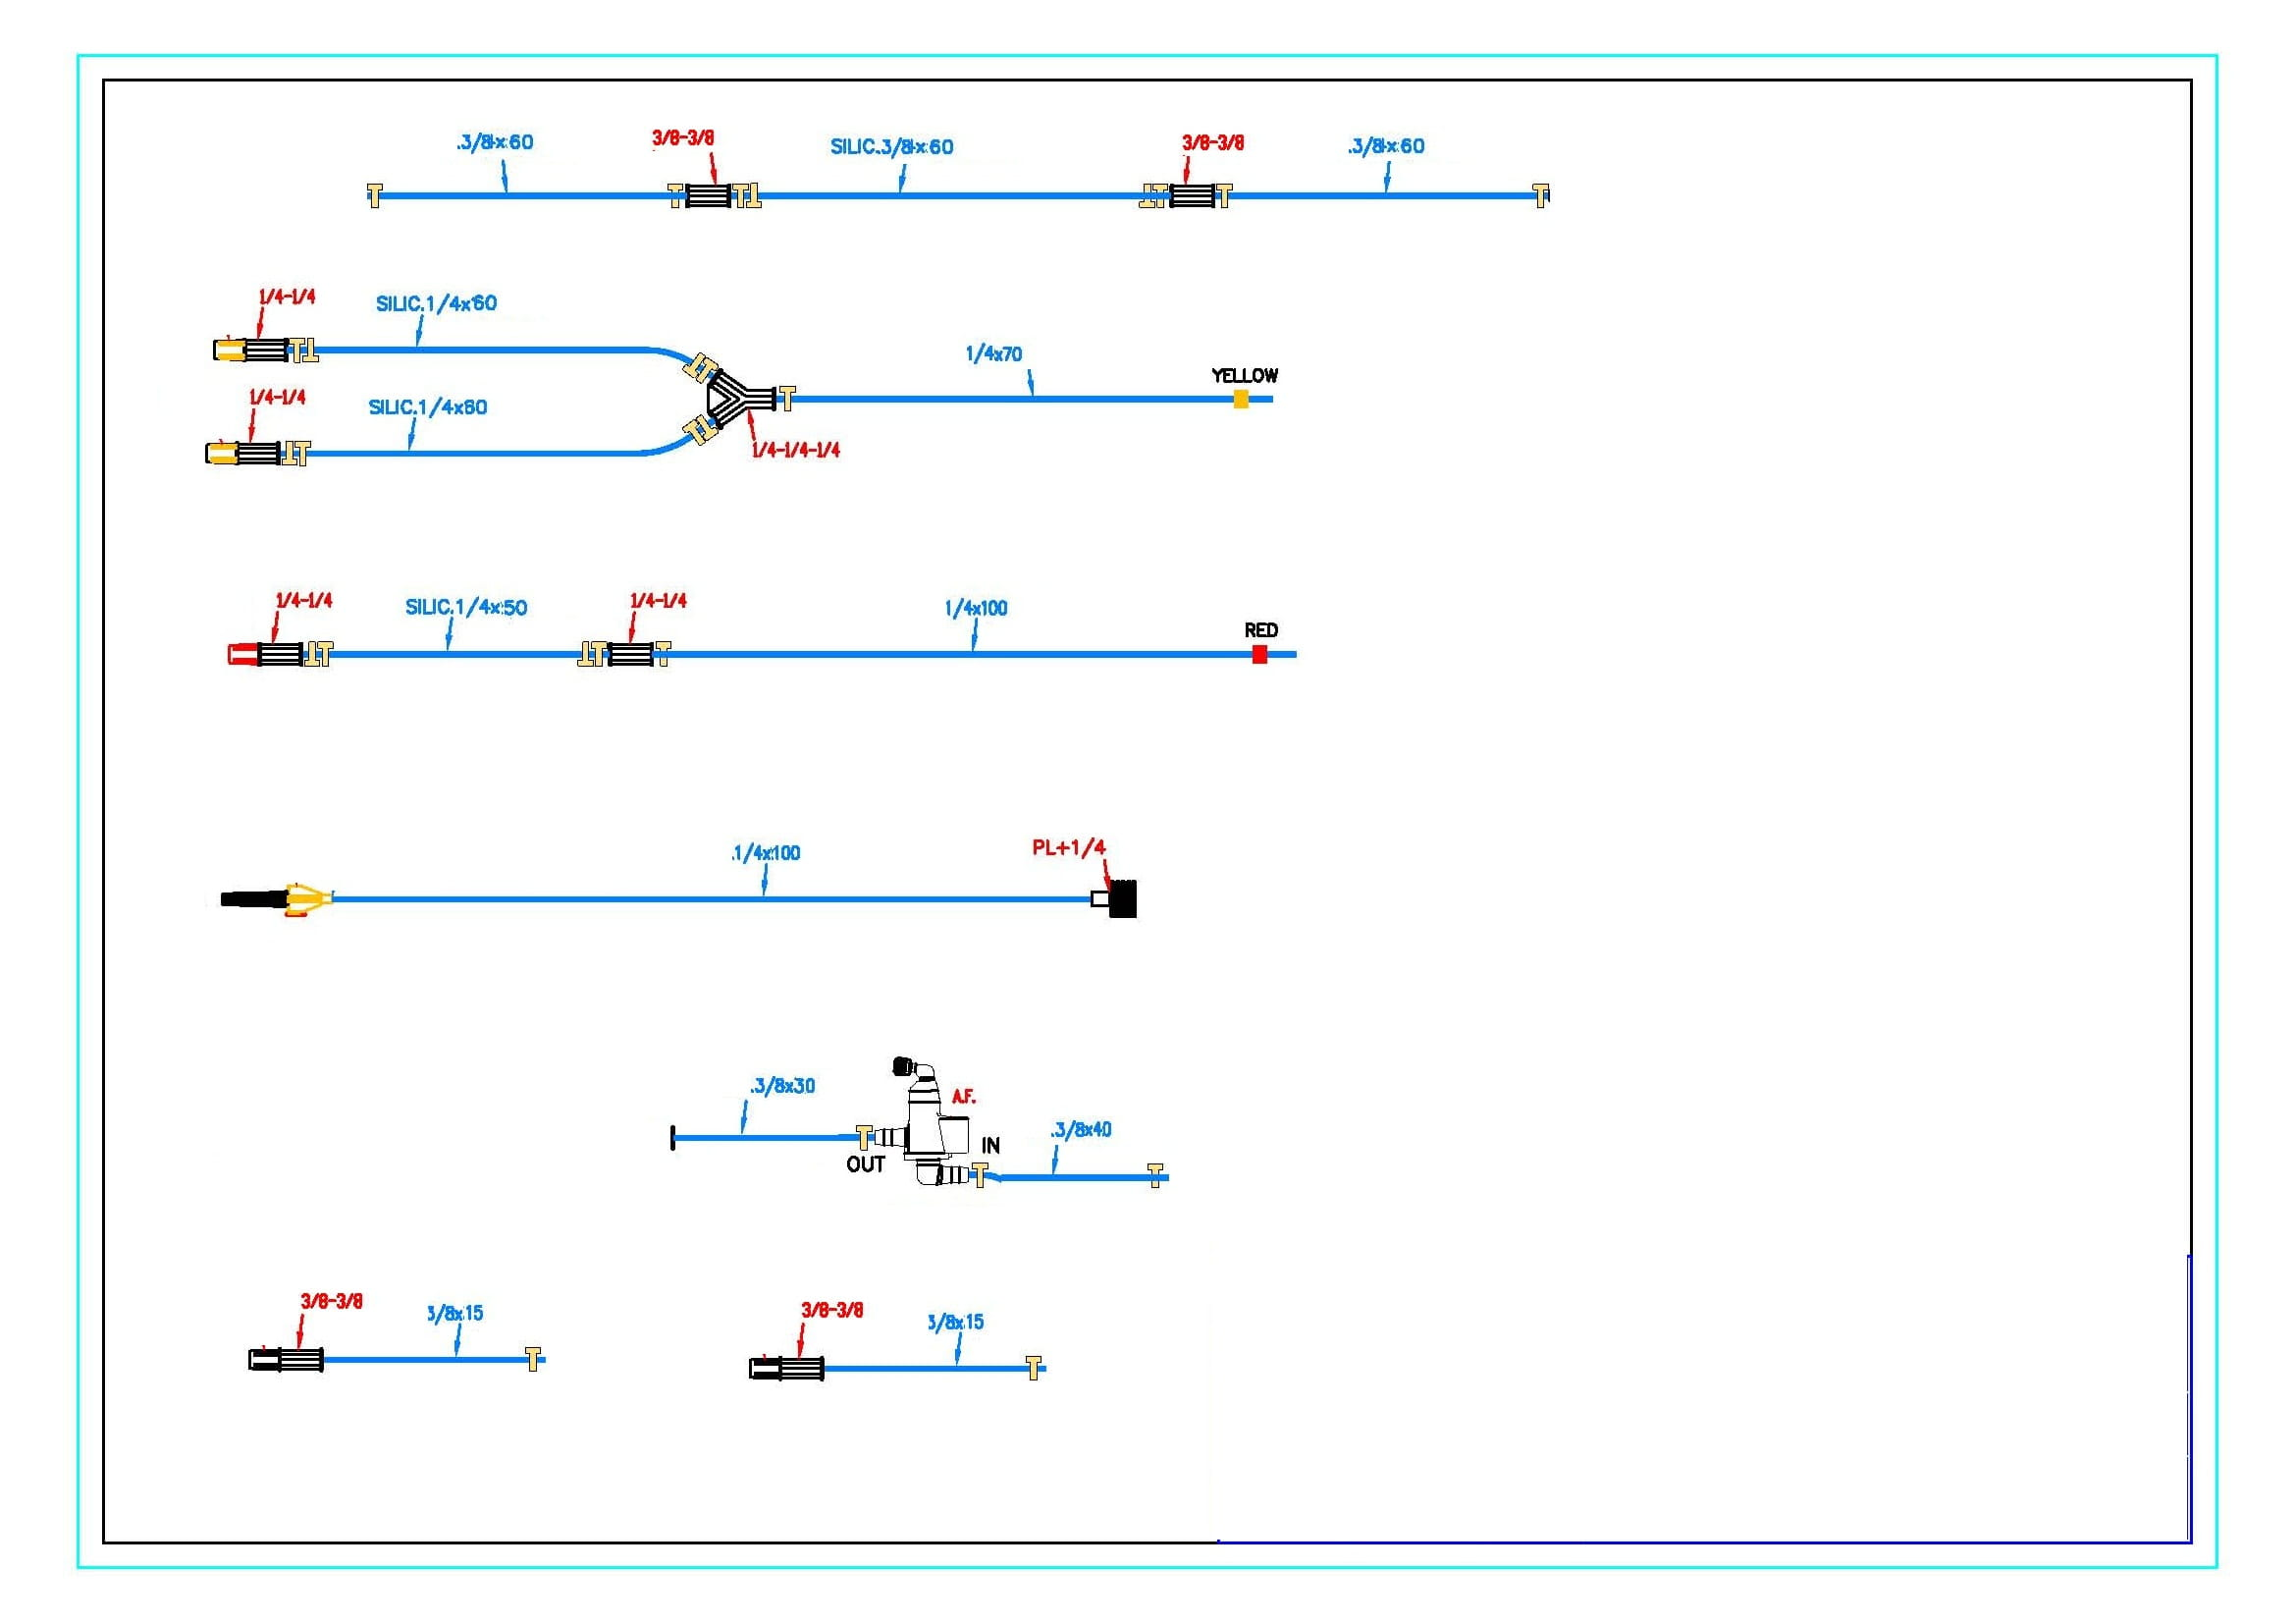 .3/8x60
3/8-3/8
SILIC.3/8x60
3/8-3/8
.3/8x60
1/4-1/4
SILIC.1/4x60
1/4x70
YELLOW
1/4-1/4
SILIC.1/4x60
1/4-1/4-1/4
1/4-1/4
SILIC.1/4x50
1/4-1/4
1/4x100
RED
.1/4x100
PL+1/4
.3/8x30
A.F.
OUT
IN
.3/8x40
3/8-3/8
3/8x15
3/8-3/8
3/8x15